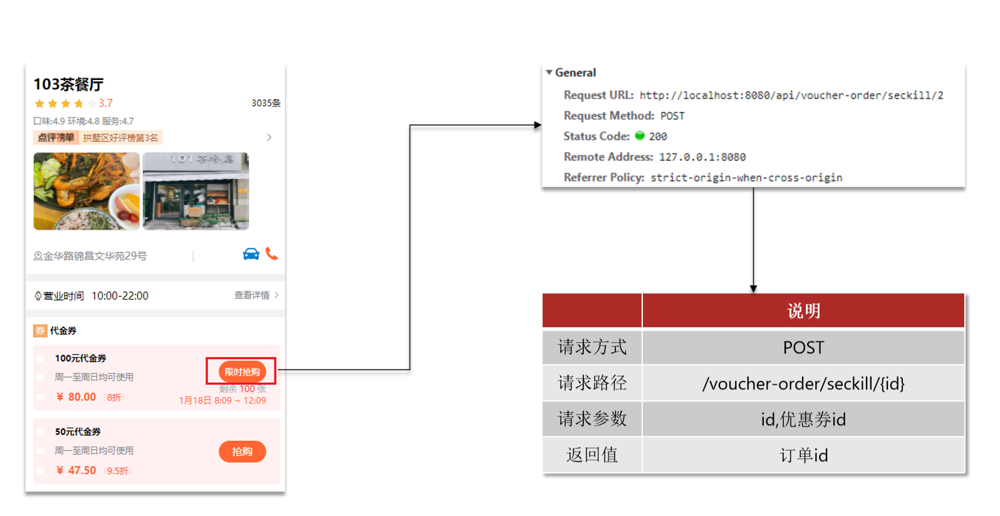 103茶餐厅
3.7
3035条
口味:4.9 环境:4.8 服务:4.7
点评榜单 拱墅区好评榜第3名
金华路锦昌文华苑29号
营业时间 10:00-22:00
查看详情
券 代金券
100元代金券
限时抢购
周一至周日均可使用
剩余 100 张
¥ 80.00 8折
1月18日 8:09 ~ 12:09
50元代金券
周一至周日均可使用
抢购
¥ 47.50 9.5折
General
Request URL: http://localhost:8080/api/voucher-order/seckill/2
Request Method: POST
Status Code: 200
Remote Address: 127.0.0.1:8080
Referrer Policy: strict-origin-when-cross-origin
说明
请求方式 POST
请求路径 /voucher-order/seckill/{id}
请求参数 id,优惠券id
返回值 订单id